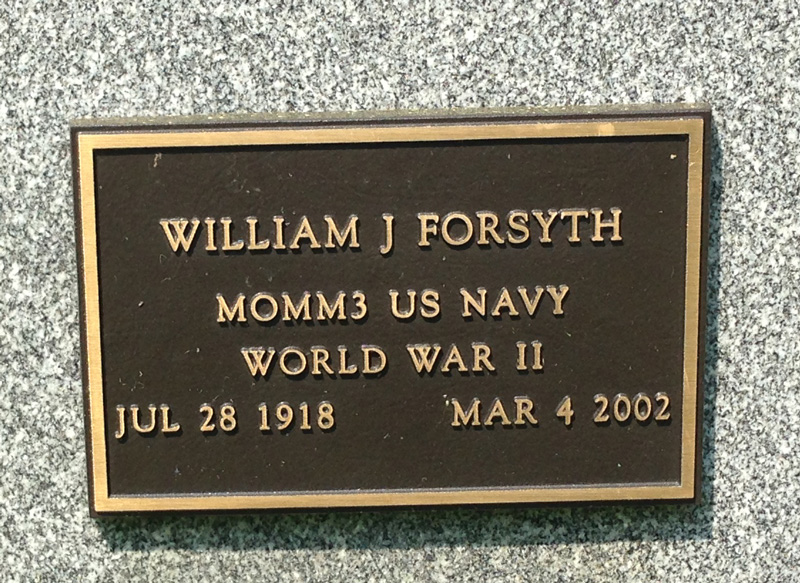 WILLIAM J FORSYTH
MOMM3 US NAVY
WORLD WAR II
JUL 28 1918 MAR 4 2002